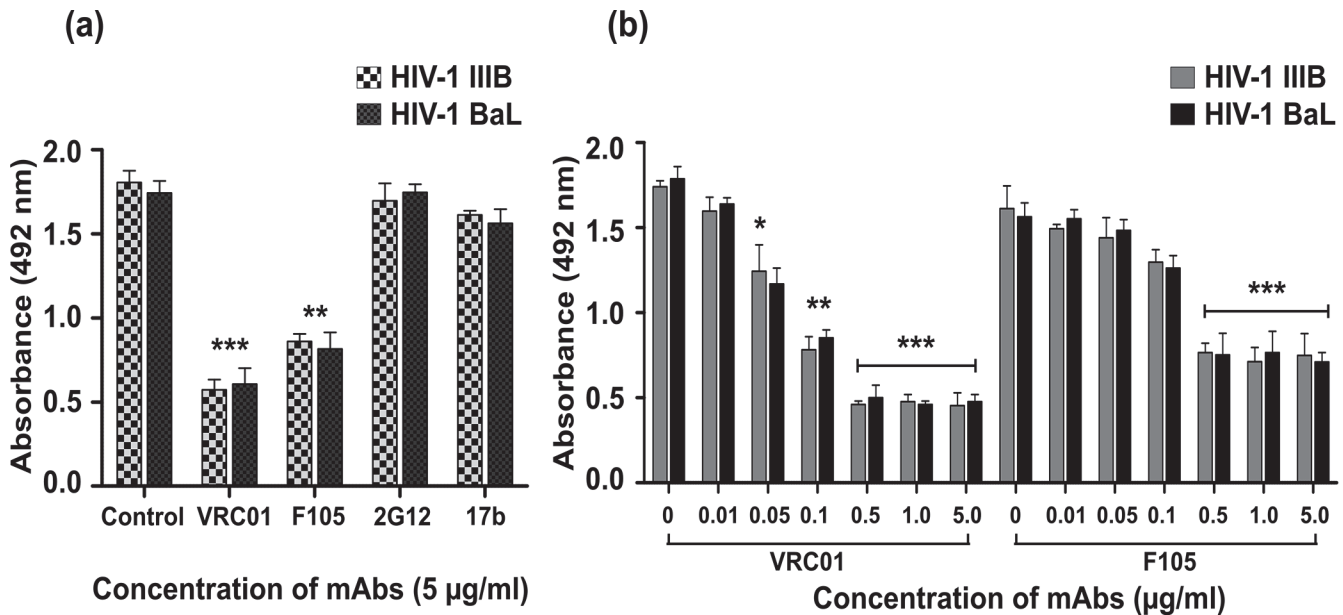 (a)
HIV-1 IIIB
HIV-1 BaL
Absorbance (492 nm)
2.0
1.5
1.0
0.5
0.0
***
**
Control VRC01 F105 2G12 17b
Concentration of mAbs (5 µg/ml)
(b)
HIV-1 IIIB
HIV-1 BaL
Absorbance (492 nm)
2.0
1.5
1.0
0.5
0.0
*
**
***
***
0 0.01 0.05 0.1 0.5 1.0 5.0 0 0.01 0.05 0.1 0.5 1.0 5.0
VRC01 F105
Concentration of mAbs (µg/ml)